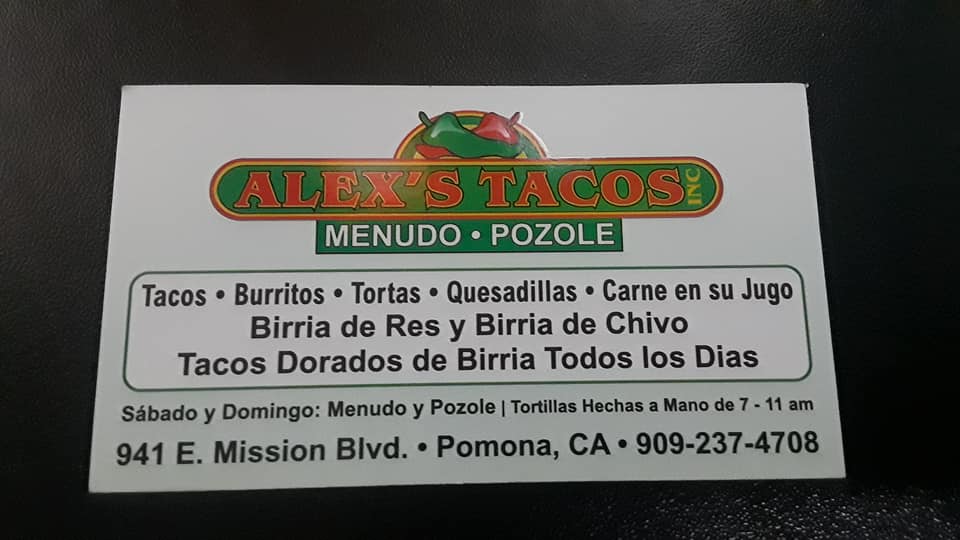 ALEX'S TACOS INC
MENUDO • POZOLE
Tacos • Burritos • Tortas • Quesadillas • Carne en su Jugo
Birria de Res y Birria de Chivo
Tacos Dorados de Birria Todos los Dias
Sábado y Domingo: Menudo y Pozole | Tortillas Hechas a Mano de 7 - 11 am
941 E. Mission Blvd. • Pomona, CA • 909-237-4708